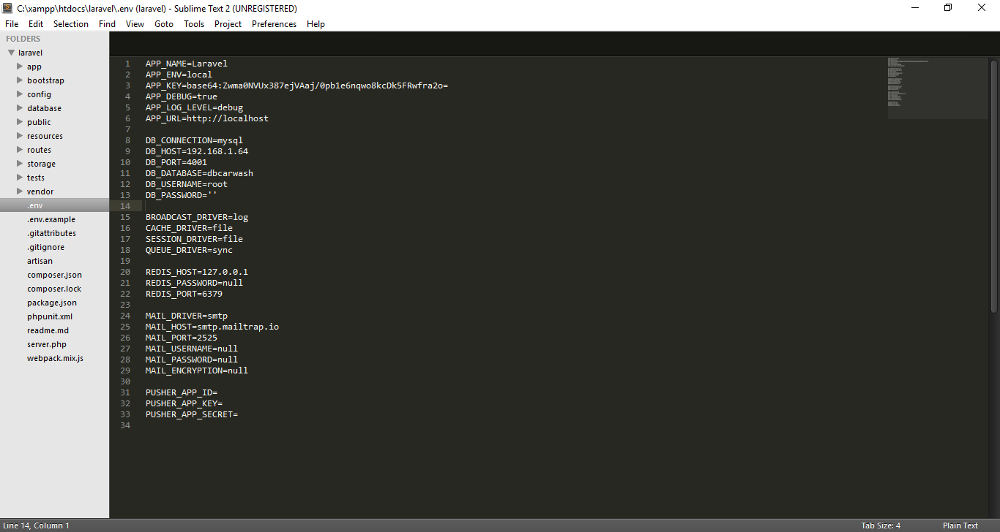 C:\xampp\htdocs\laravel\.env (laravel) - Sublime Text 2 (UNREGISTERED)
File Edit Selection Find View Goto Tools Project Preferences Help
FOLDERS
laravel
app
bootstrap
config
database
public
resources
routes
storage
tests
vendor
.env
.env.example
.gitattributes
.gitignore
artisan
composer.json
composer.lock
package.json
phpunit.xml
readme.md
server.php
webpack.mix.js
1 APP_NAME=Laravel
2 APP_ENV=local
3 APP_KEY=base64:Zwma0NVUx387ejVAaj/0pb1e6nqwo8kcDk5FRwfra2o=
4 APP_DEBUG=true
5 APP_LOG_LEVEL=debug
6 APP_URL=http://localhost
7
8 DB_CONNECTION=mysql
9 DB_HOST=192.168.1.64
10 DB_PORT=4001
11 DB_DATABASE=dbcarwash
12 DB_USERNAME=root
13 DB_PASSWORD=''
14
15 BROADCAST_DRIVER=log
16 CACHE_DRIVER=file
17 SESSION_DRIVER=file
18 QUEUE_DRIVER=sync
19
20 REDIS_HOST=127.0.0.1
21 REDIS_PASSWORD=null
22 REDIS_PORT=6379
23
24 MAIL_DRIVER=smtp
25 MAIL_HOST=smtp.mailtrap.io
26 MAIL_PORT=2525
27 MAIL_USERNAME=null
28 MAIL_PASSWORD=null
29 MAIL_ENCRYPTION=null
30
31 PUSHER_APP_ID=
32 PUSHER_APP_KEY=
33 PUSHER_APP_SECRET=
34
Line 14, Column 1 Tab Size: 4 Plain Text